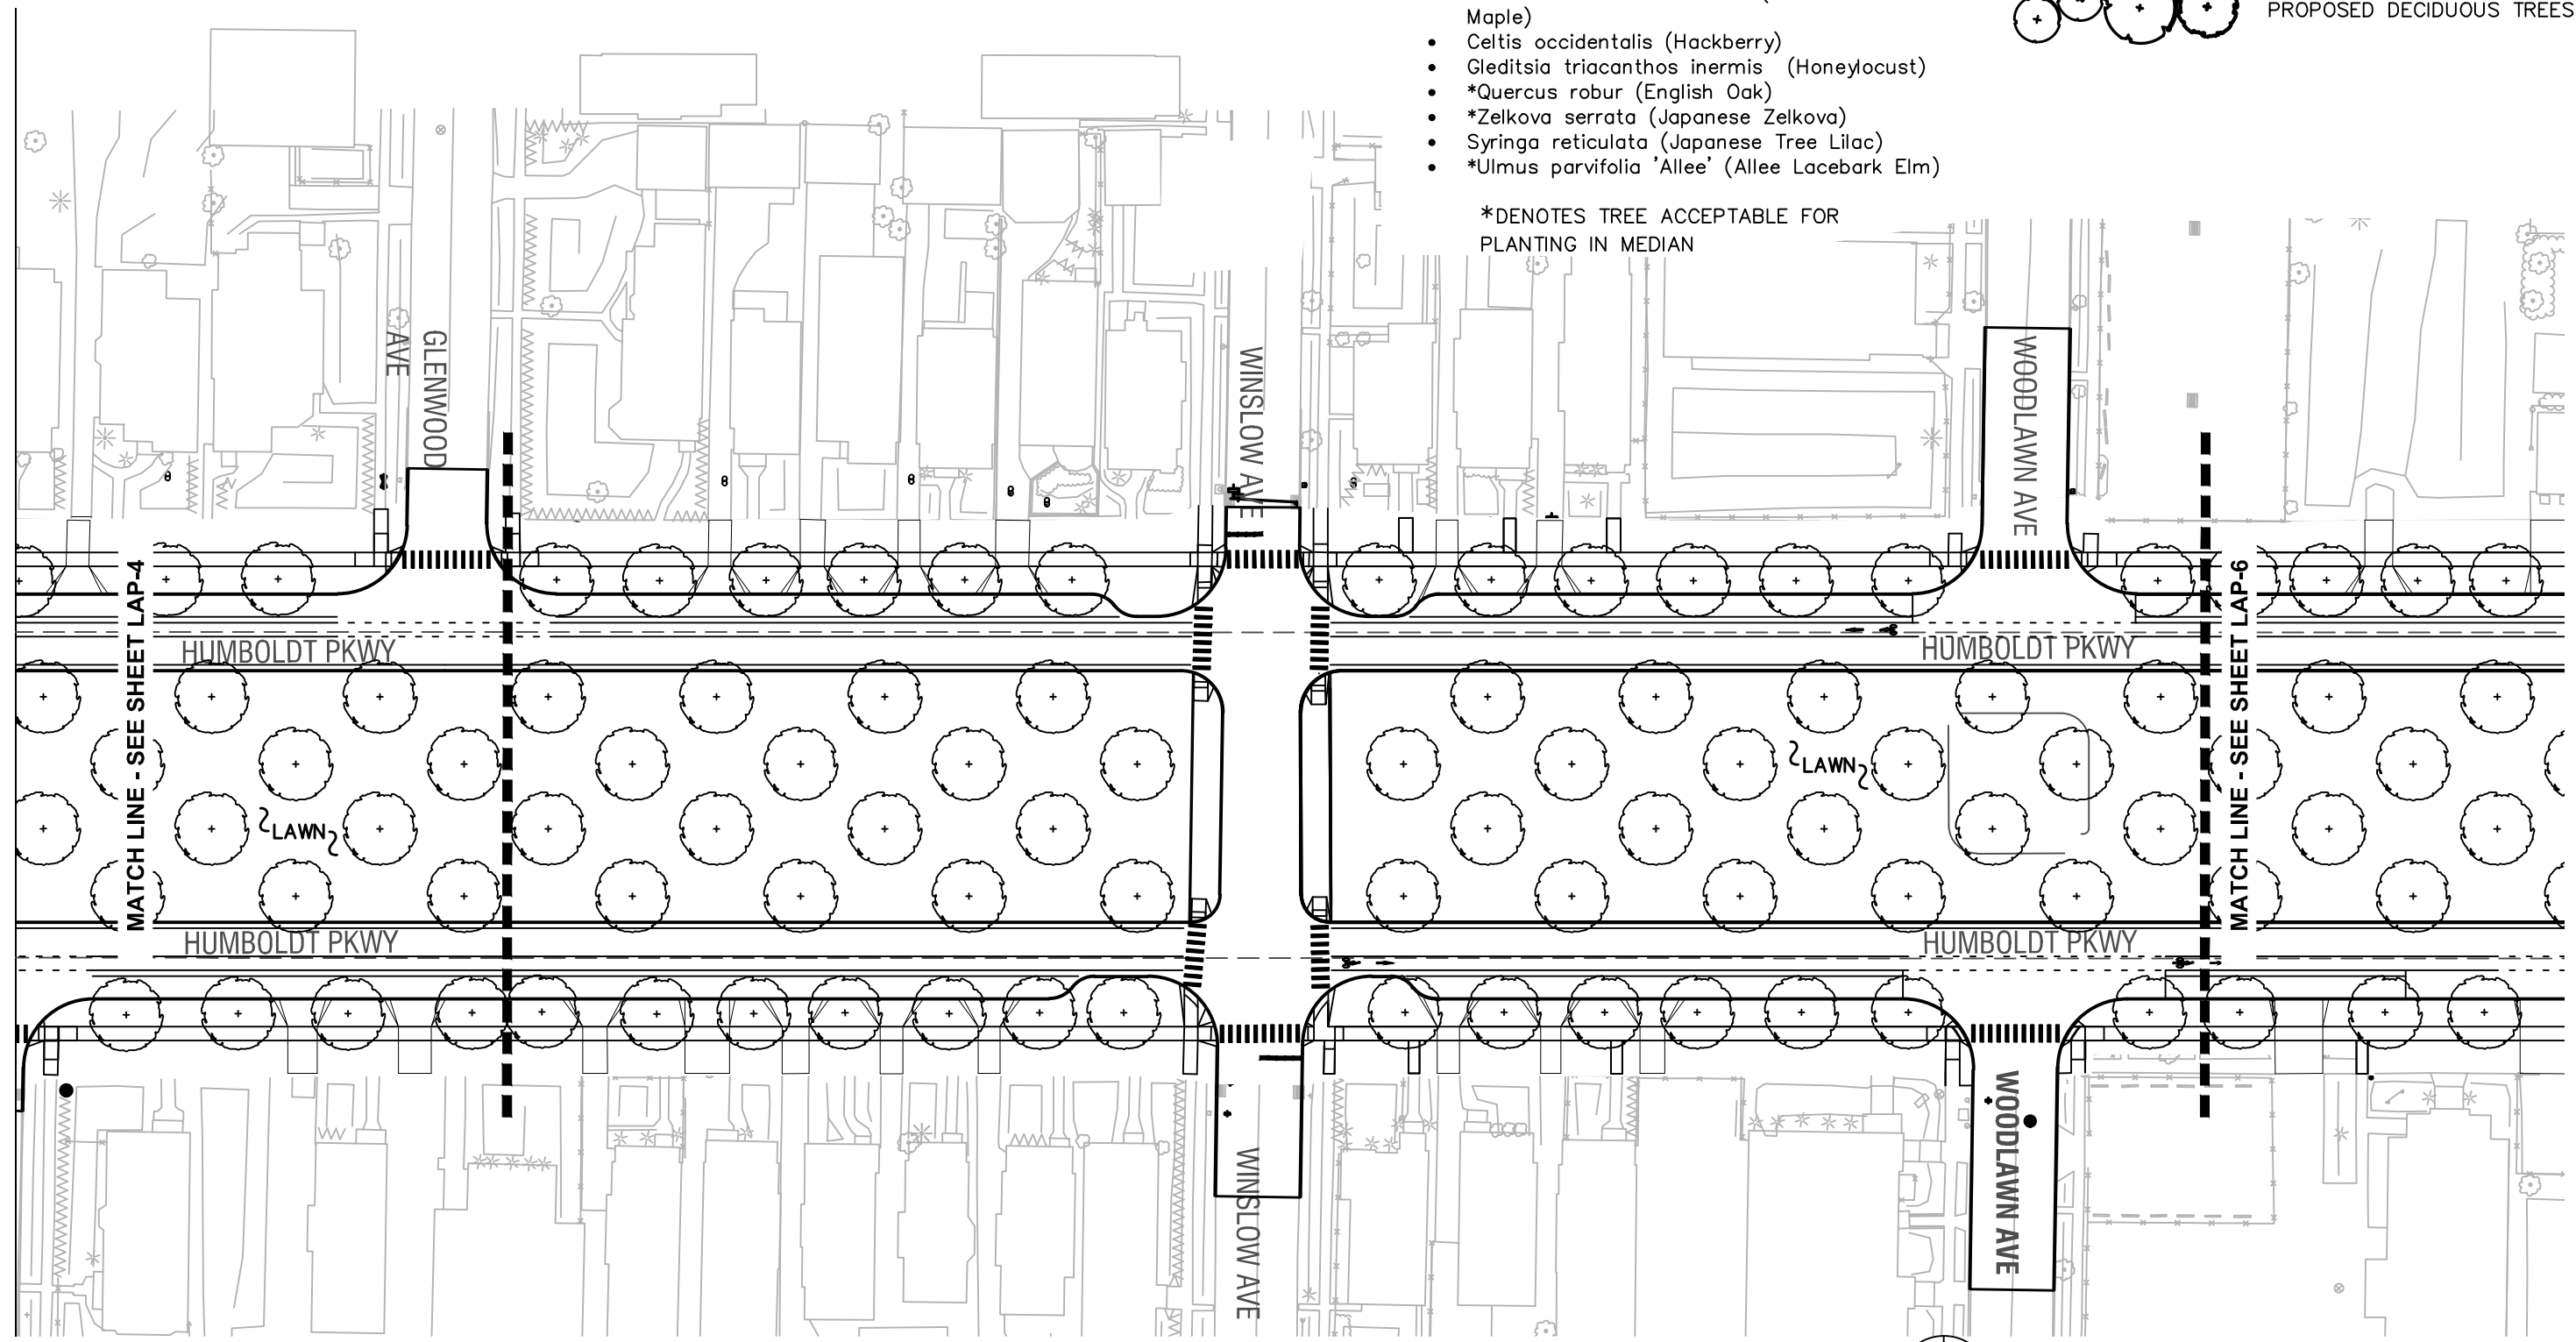 Maple)
PROPOSED DECIDUOUS TREES
• Celtis occidentalis (Hackberry)
• Gleditsia triacanthos inermis (Honeylocust)
• *Quercus robur (English Oak)
• *Zelkova serrata (Japanese Zelkova)
• Syringa reticulata (Japanese Tree Lilac)
• *Ulmus parvifolia 'Allee' (Allee Lacebark Elm)
*DENOTES TREE ACCEPTABLE FOR
PLANTING IN MEDIAN
GLENWOOD
AVE
WINSLOW AVE
WOODLAWN AVE
MATCH LINE - SEE SHEET LAP-4
HUMBOLDT PKWY
HUMBOLDT PKWY
MATCH LINE - SEE SHEET LAP-6
LAWN
LAWN
HUMBOLDT PKWY
HUMBOLDT PKWY
WINSLOW AVE
WOODLAWN AVE